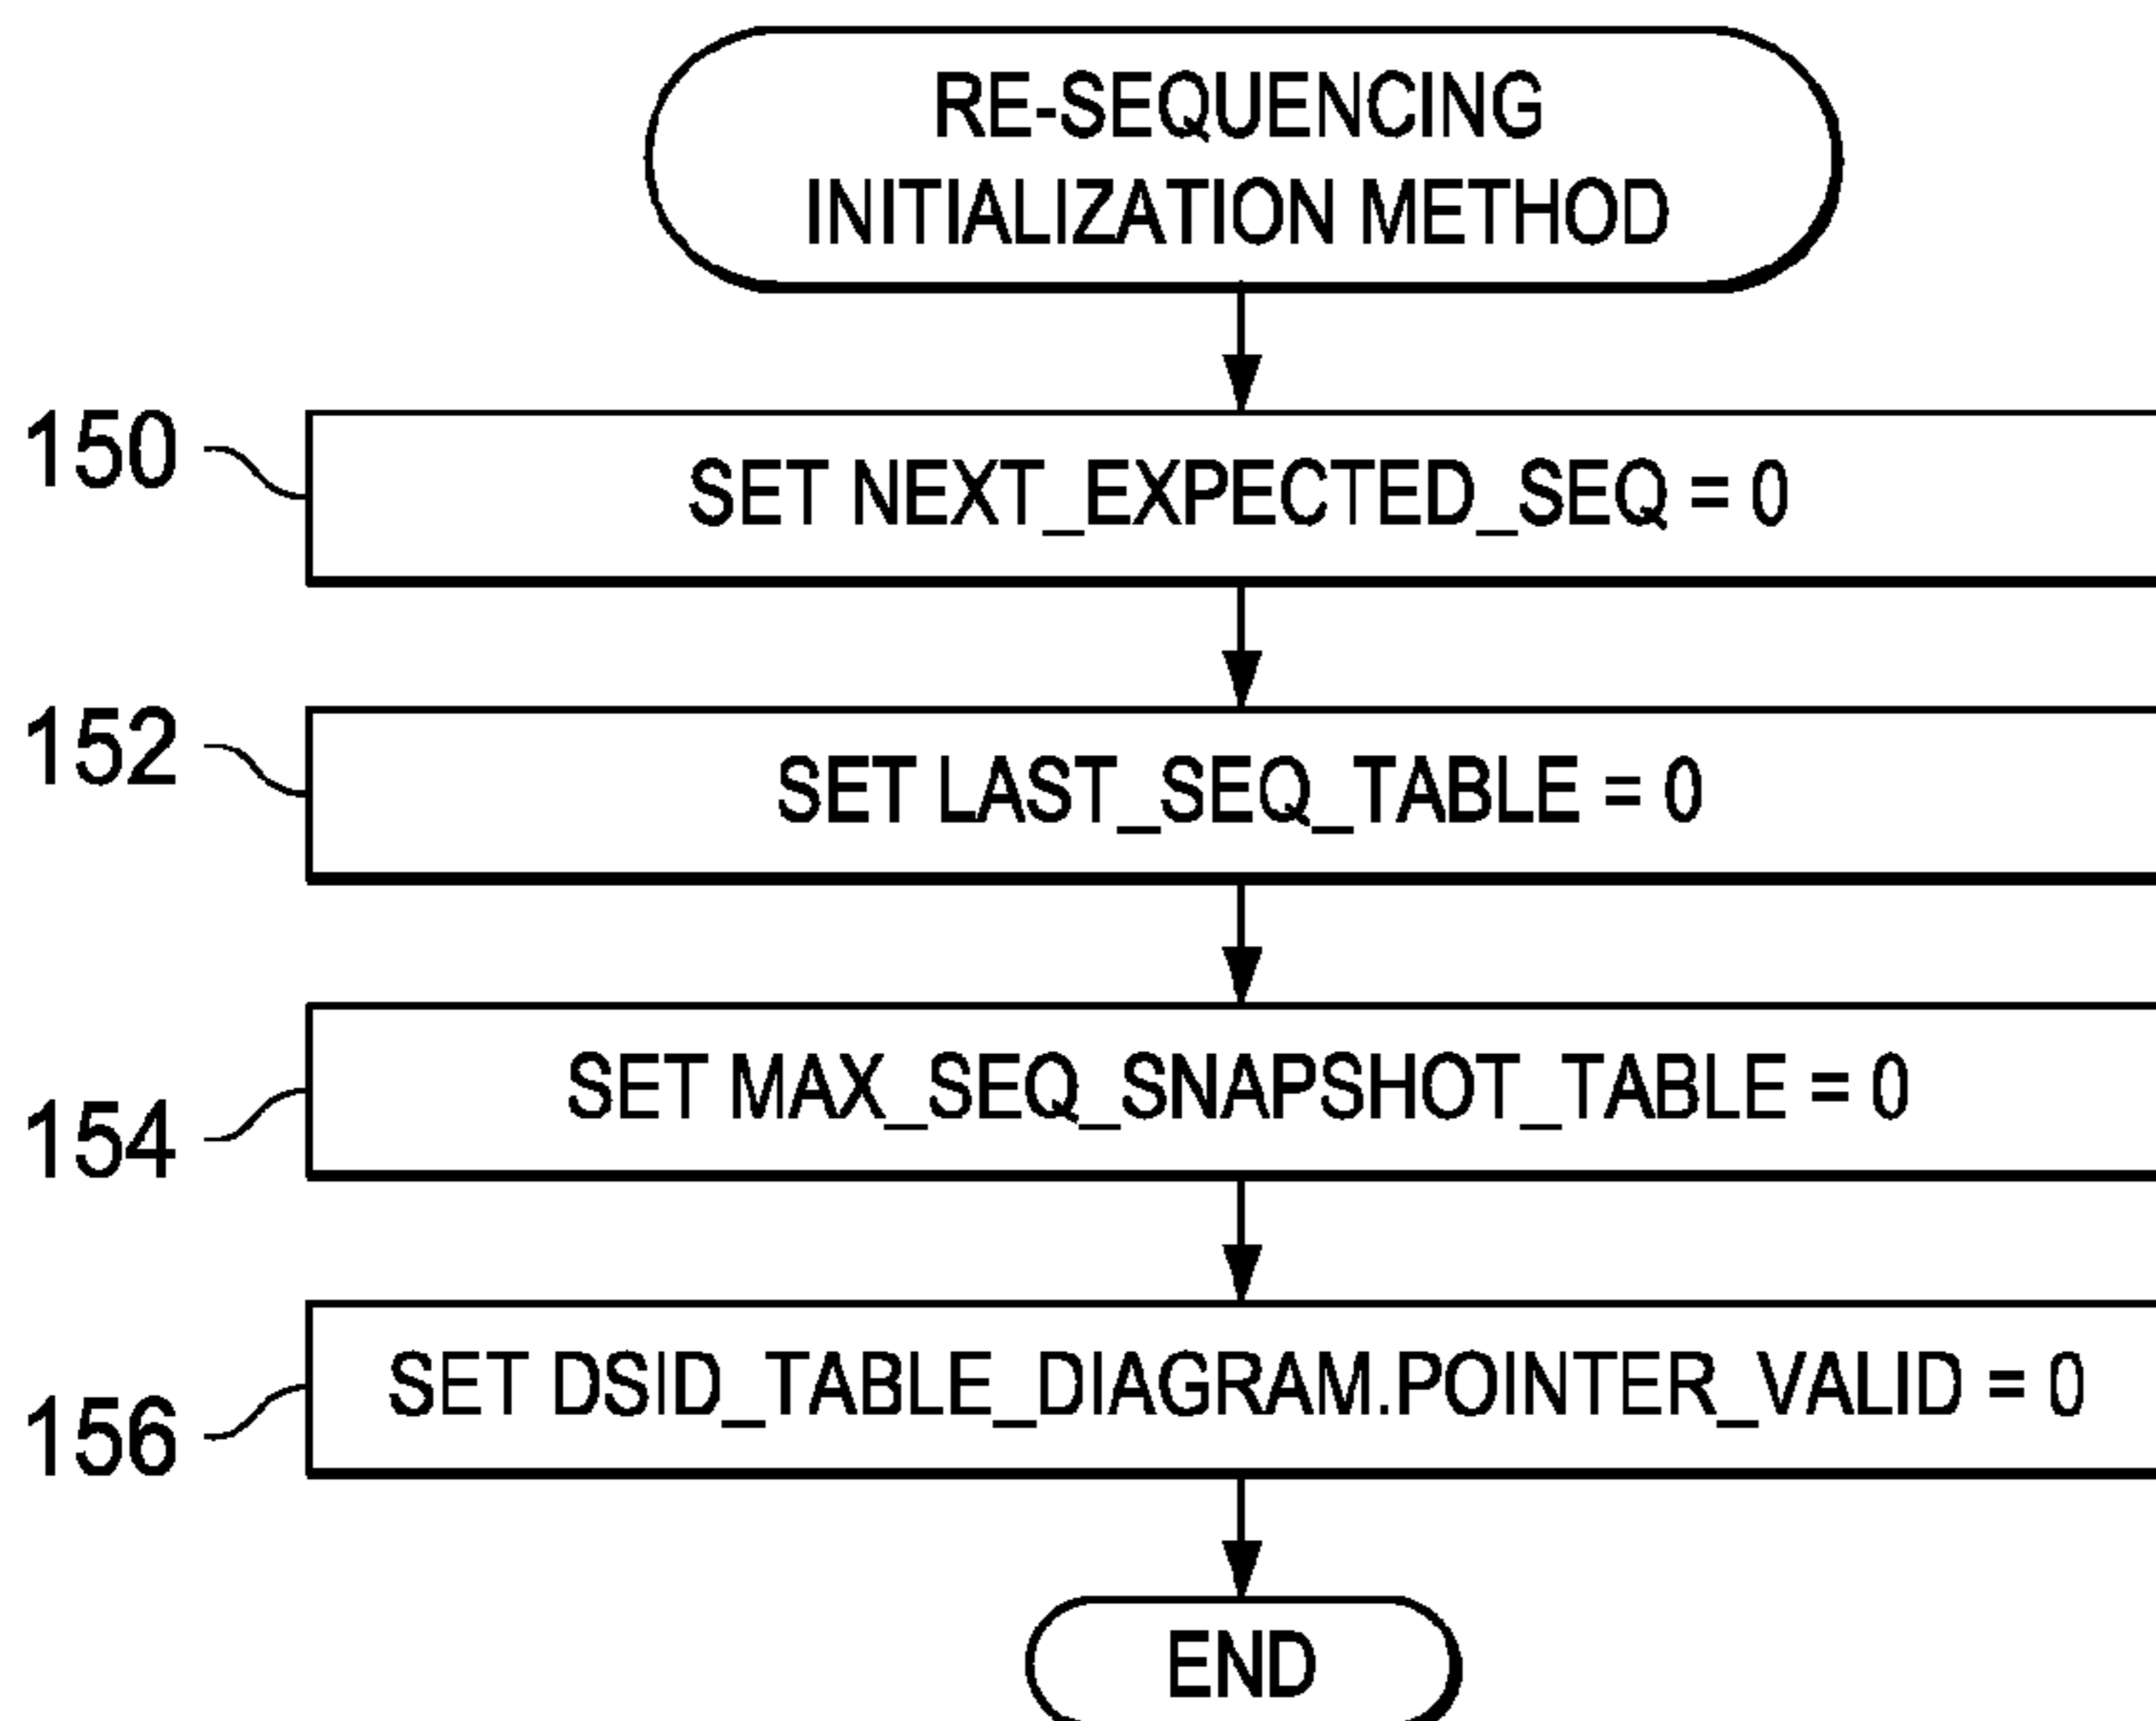 RE-SEQUENCING
INITIALIZATION METHOD
150
SET NEXT_EXPECTED_SEQ = 0
152
SET LAST_SEQ_TABLE = 0
154
SET MAX_SEQ_SNAPSHOT_TABLE = 0
156
SET DSID_TABLE_DIAGRAM.POINTER_VALID = 0
END